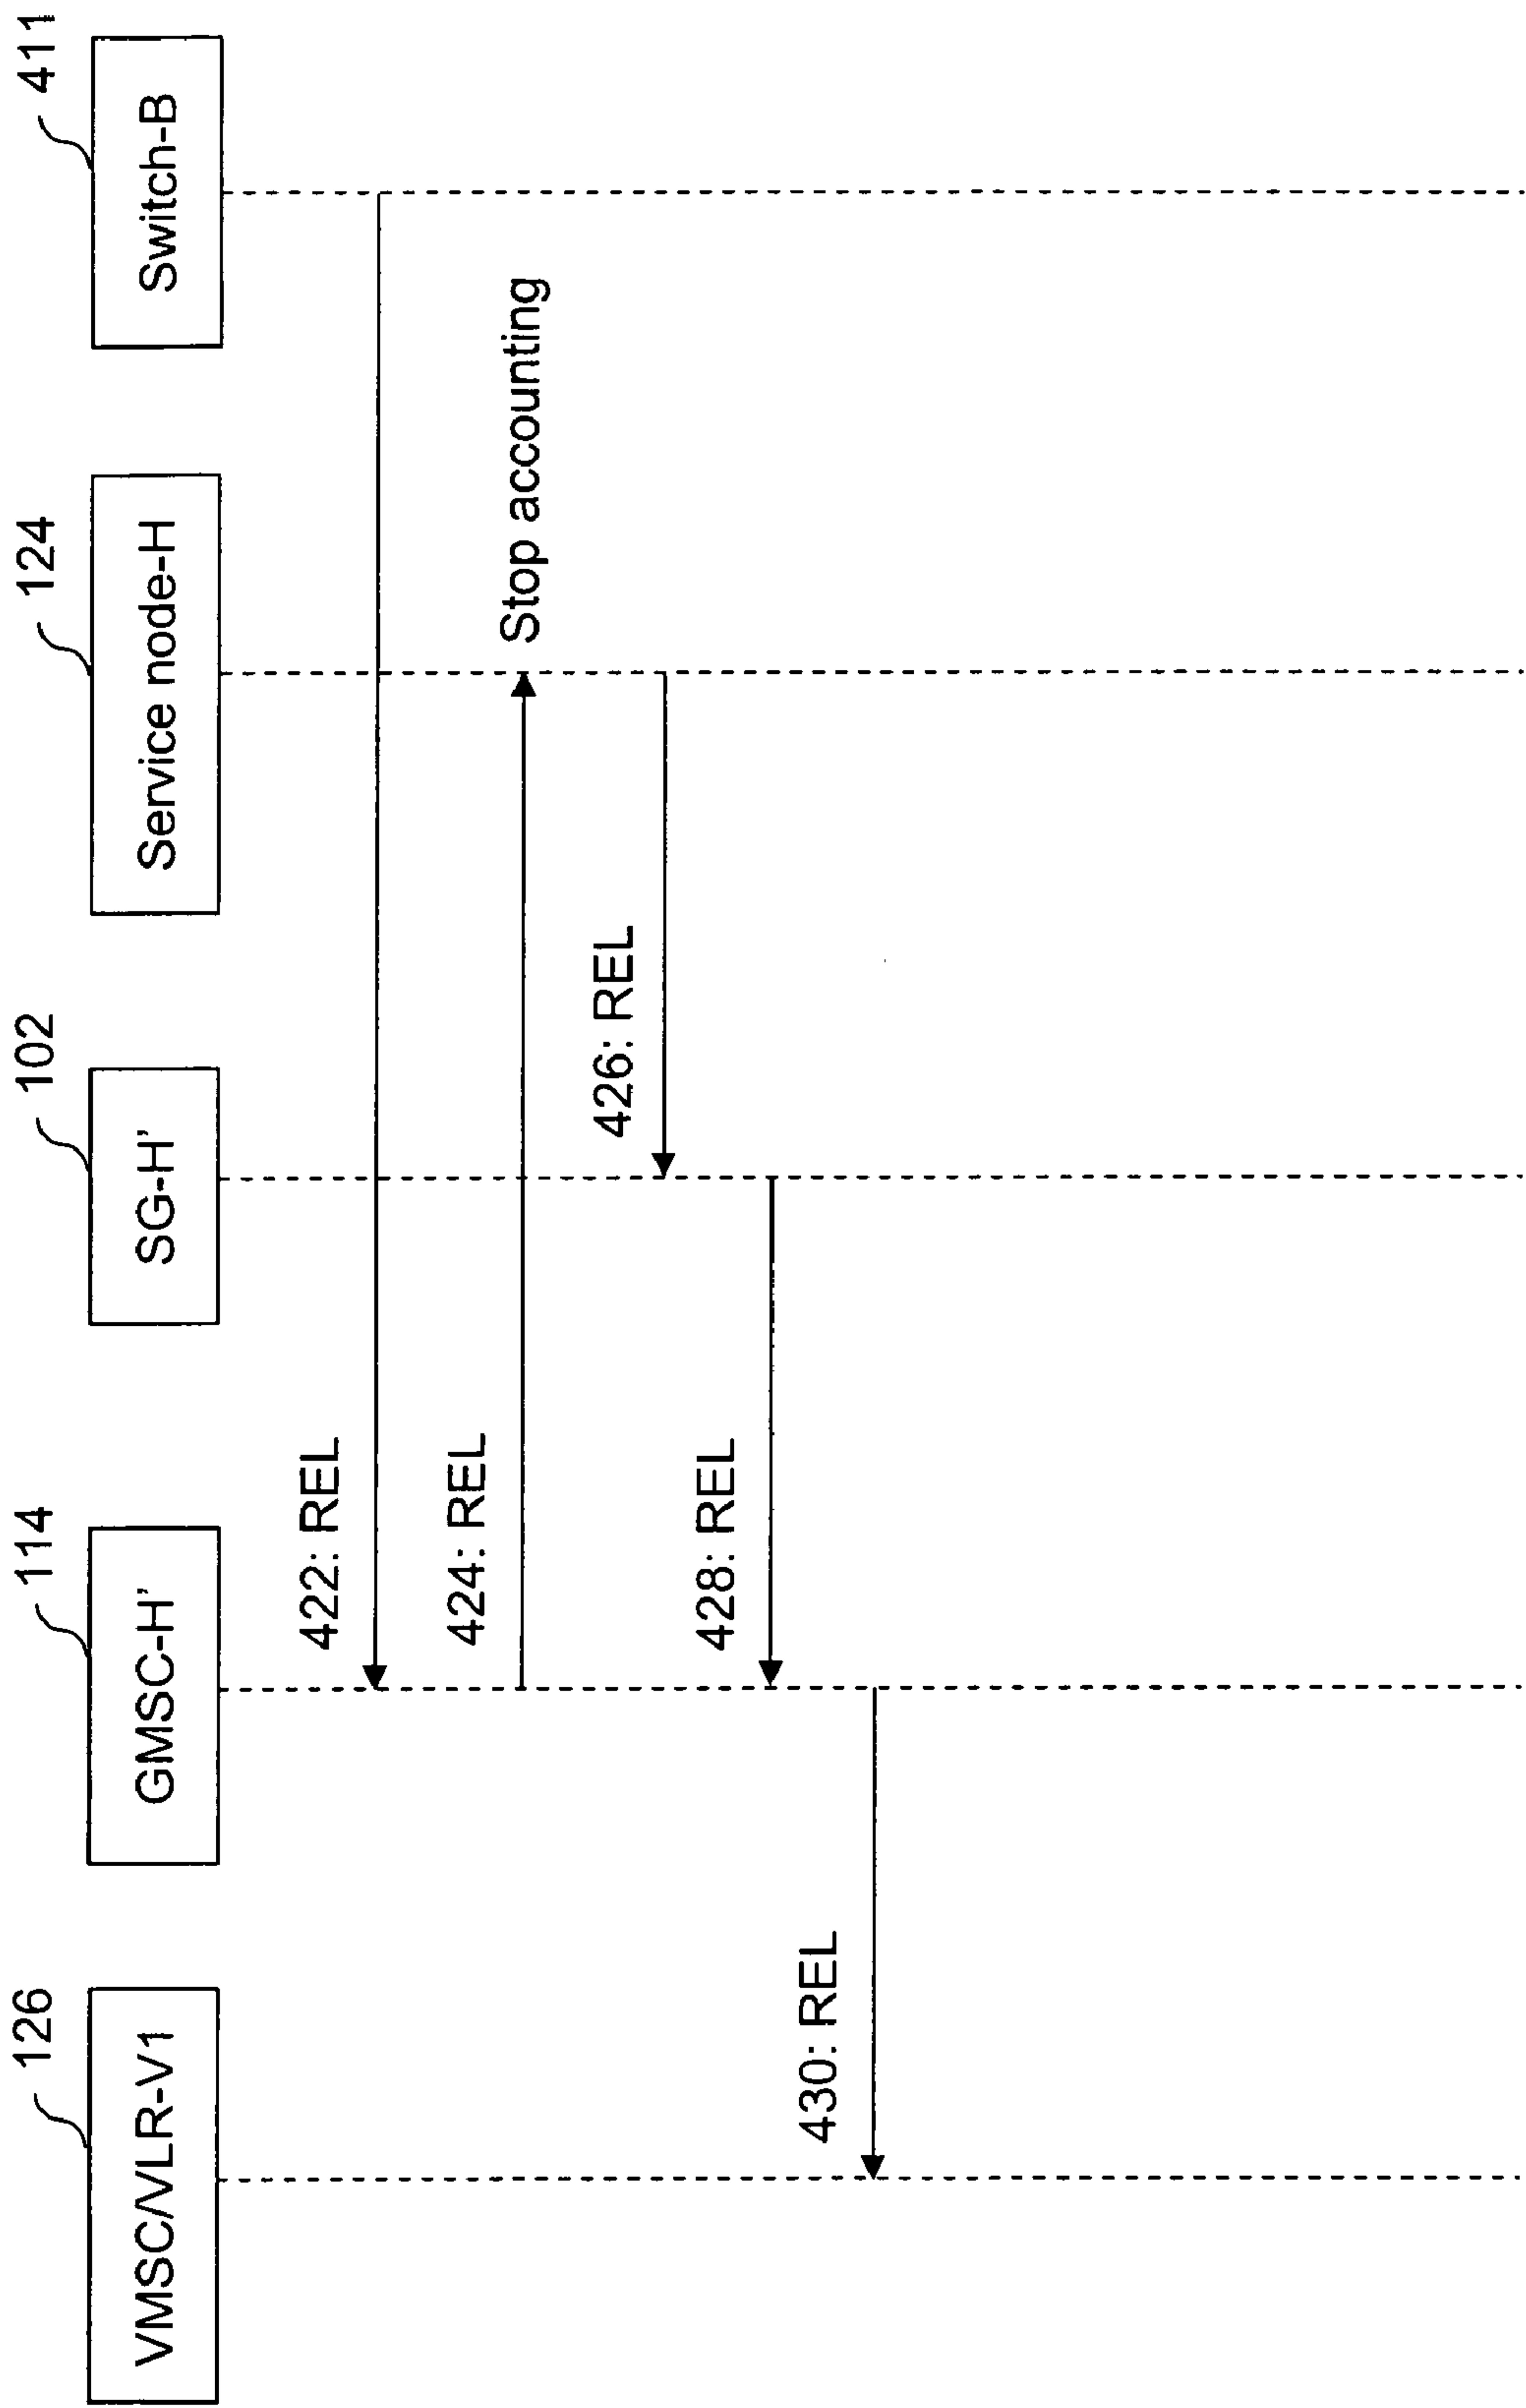 126
114
102
124
411
VMSC/VLR-V1
GMSC-H'
SG-H'
Service node-H
Switch-B
422: REL
424: REL
Stop accounting
426: REL
428: REL
430: REL